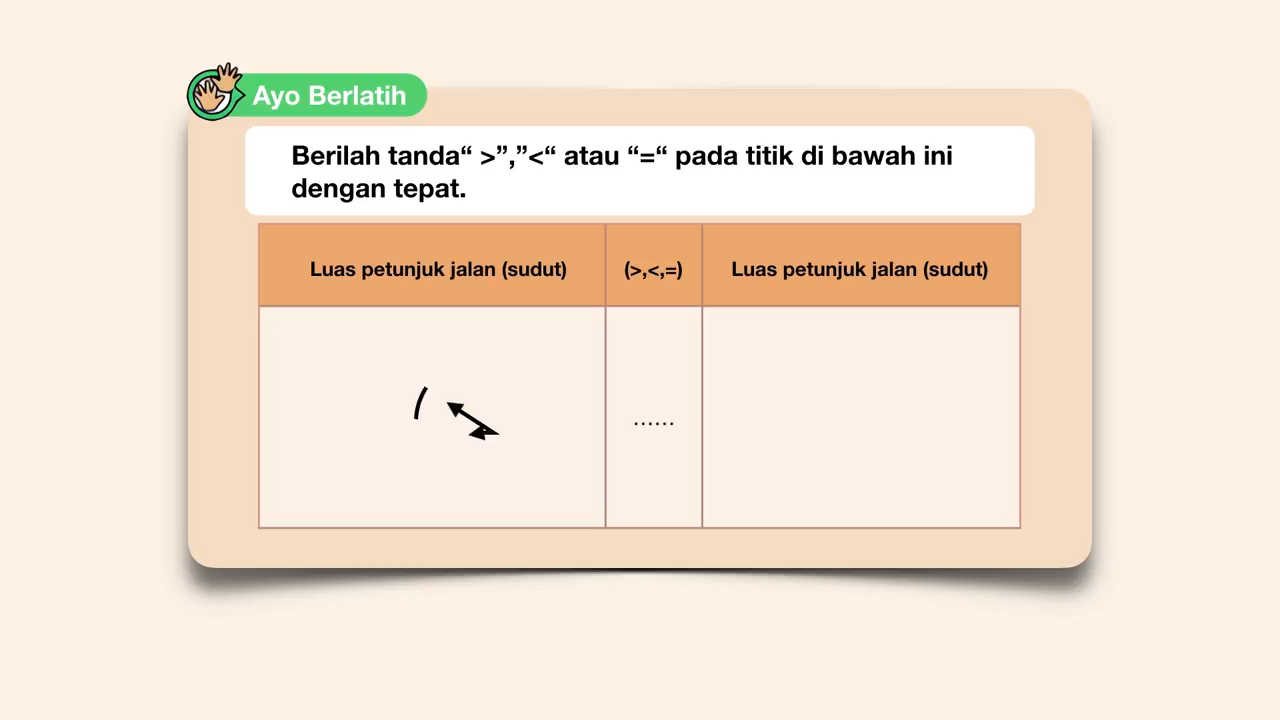 Ayo Berlatih
Berilah tanda“ >”,”<“ atau “=“ pada titik di bawah ini
dengan tepat.
Luas petunjuk jalan (sudut)
(>,<,=)
Luas petunjuk jalan (sudut)
......